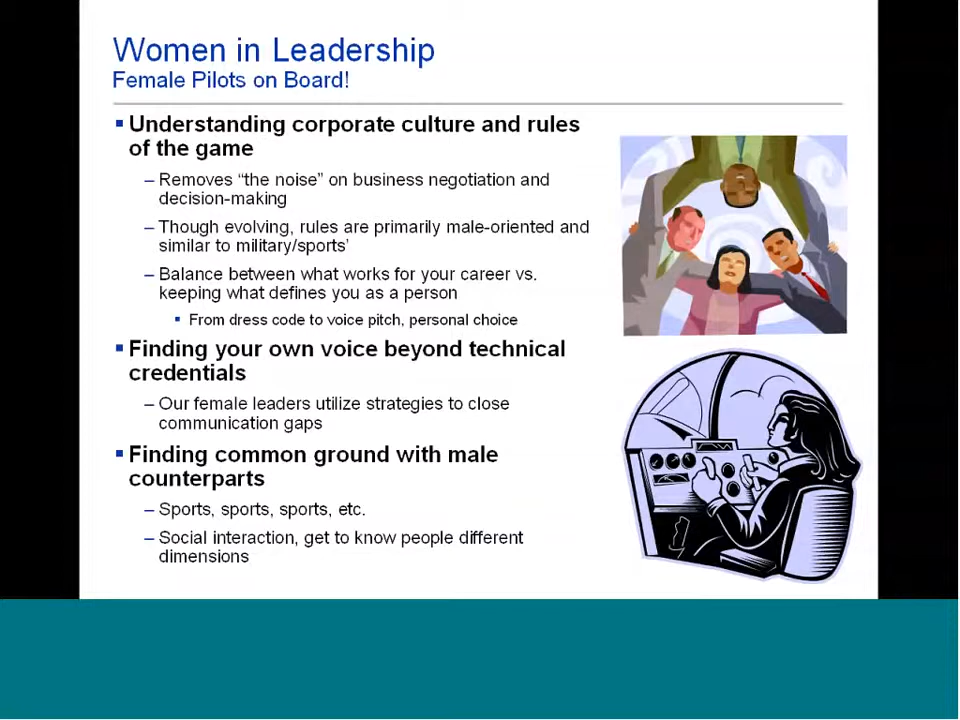 Women in Leadership
Female Pilots on Board!
Understanding corporate culture and rules
of the game
– Removes “the noise” on business negotiation and
decision-making
– Though evolving, rules are primarily male-oriented and
similar to military/sports’
– Balance between what works for your career vs.
keeping what defines you as a person
From dress code to voice pitch, personal choice
Finding your own voice beyond technical
credentials
– Our female leaders utilize strategies to close
communication gaps
Finding common ground with male
counterparts
– Sports, sports, sports, etc.
– Social interaction, get to know people different
dimensions